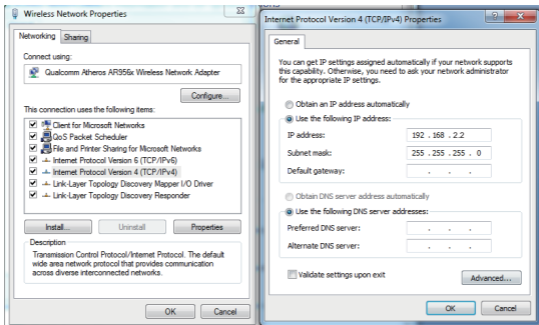 Wireless Network Properties
Networking
Sharing
Connect using:
Qualcomm Atheros AR956x Wireless Network Adapter
Configure...
This connection uses the following items:
Client for Microsoft Networks
QoS Packet Scheduler
File and Printer Sharing for Microsoft Networks
Internet Protocol Version 6 (TCP/IPv6)
Internet Protocol Version 4 (TCP/IPv4)
Link-Layer Topology Discovery Mapper I/O Driver
Link-Layer Topology Discovery Responder
Install...
Uninstall
Properties
Description
Transmission Control Protocol/Internet Protocol. The default
wide area network protocol that provides communication
across diverse interconnected networks.
OK
Cancel
Internet Protocol Version 4 (TCP/IPv4) Properties
General
You can get IP settings assigned automatically if your network supports
this capability. Otherwise, you need to ask your network administrator
for the appropriate IP settings.
Obtain an IP address automatically
Use the following IP address:
IP address: 192 . 168 . 2.2
Subnet mask: 255 . 255 . 255 . 0
Default gateway: . . .
Obtain DNS server address automatically
Use the following DNS server addresses:
Preferred DNS server: . . .
Alternate DNS server: . . .
Validate settings upon exit
Advanced...
OK
Cancel